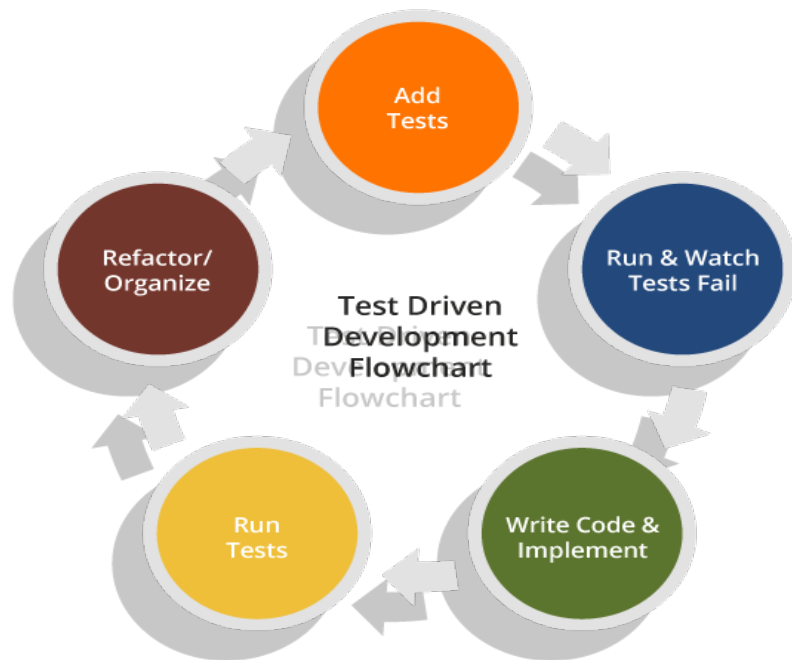 Add
Tests
Run & Watch
Tests Fail
Write Code &
Implement
Run
Tests
Refactor/
Organize
Test Driven
Development
Flowchart